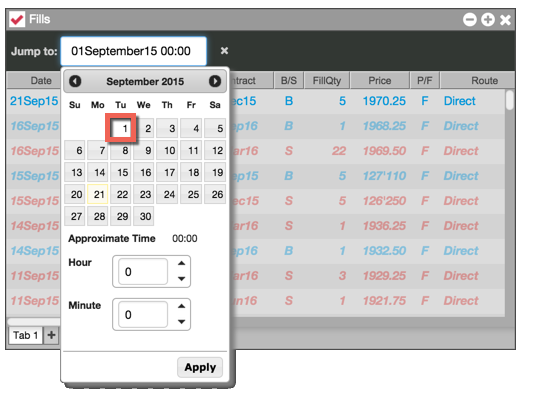 Fills
Jump to: 01September15 00:00
Date ntract B/S FillQty Price P/F Route
September 2015
Su Mo Tu We Th Fr Sa
1 2 3 4 5
6 7 8 9 10 11 12
13 14 15 16 17 18 19
20 21 22 23 24 25 26
27 28 29 30
Approximate Time 00:00
Hour 0
Minute 0
Apply
21Sep15 ec15 B 5 1970.25 F Direct
16Sep15 ep16 B 1 1968.25 F Direct
16Sep15 ar16 S 22 1969.50 F Direct
15Sep15 ep16 B 5 127'110 F Direct
15Sep15 ec15 S 5 126'250 F Direct
14Sep15 ar16 S 1 1936.25 F Direct
14Sep15 ep16 B 1 1932.50 F Direct
11Sep15 ar16 S 3 1929.25 F Direct
11Sep15 an16 S 1 1921.75 F Direct
Tab 1 +